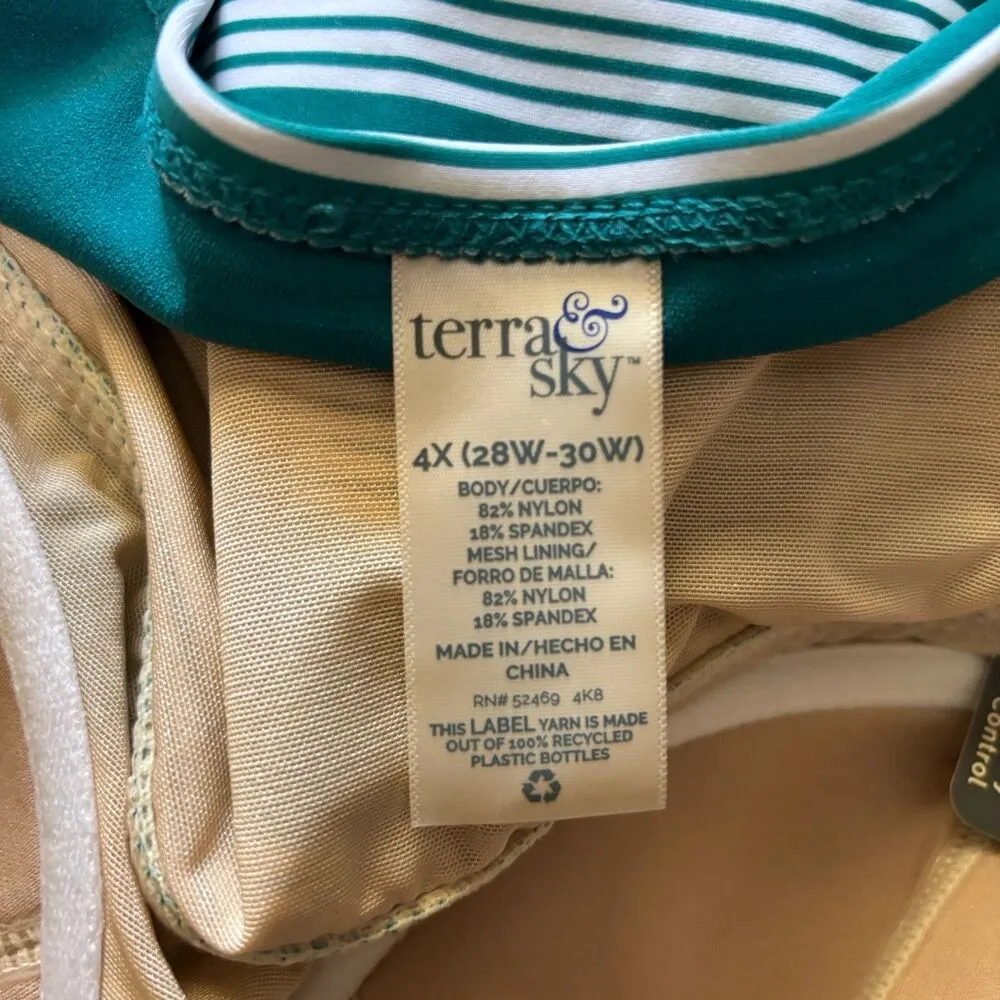 terra &
sky™
4X (28W-30W)
BODY/CUERPO:
82% NYLON
18% SPANDEX
MESH LINING/
FORRO DE MALLA:
82% NYLON
18% SPANDEX
MADE IN/HECHO EN
CHINA
RN# 52469 4K8
THIS LABEL YARN IS MADE
OUT OF 100% RECYCLED
PLASTIC BOTTLES
control